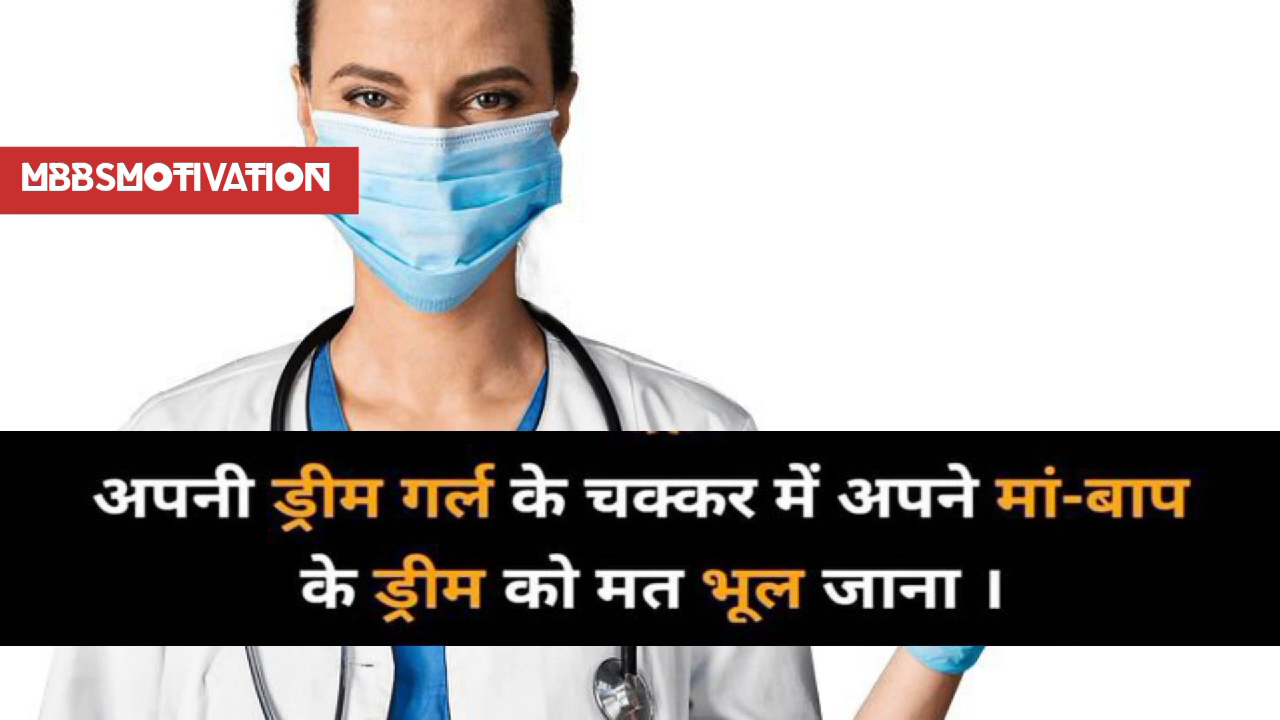 MBBSMOTIVATION
अपनी ड्रीम गर्ल के चक्कर में अपने मां-बाप
के ड्रीम को मत भूल जाना ।